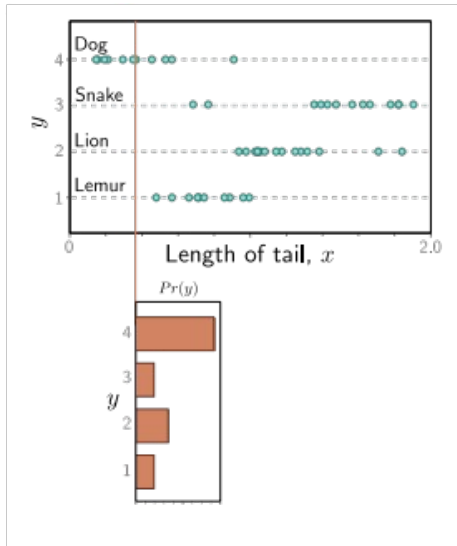 Dog
4
Snake
3
y
Lion
2
Lemur
1
0
Length of tail, x
2.0
Pr(y)
4
3
y
2
1